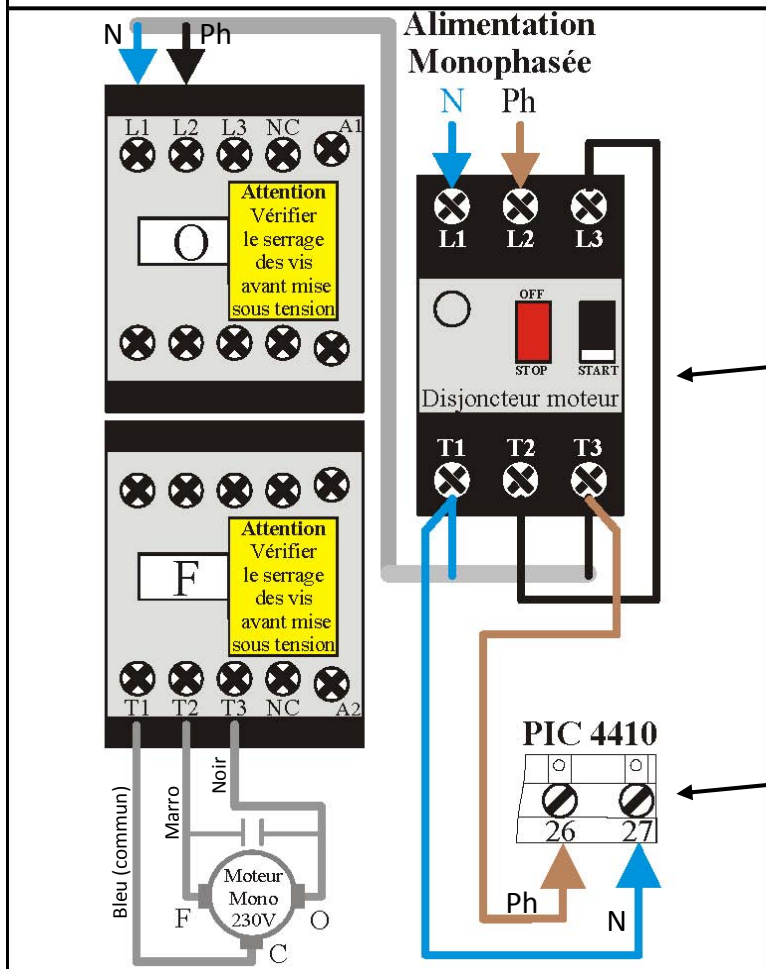 Alimentation
Monophasée
N Ph
L1 L2 L3 NC A1
O
Attention
Vérifier
le serrage
des vis
avant mise
sous tension
F
Attention
Vérifier
le serrage
des vis
avant mise
sous tension
T1 T2 T3 NC A2
Bleu (commun)
Marro
Noir
Moteur
Mono
230V
F O
C
N Ph
L1 L2 L3
OFF
STOP START
Disjoncteur moteur
T1 T2 T3
PIC 4410
26 27
Ph N